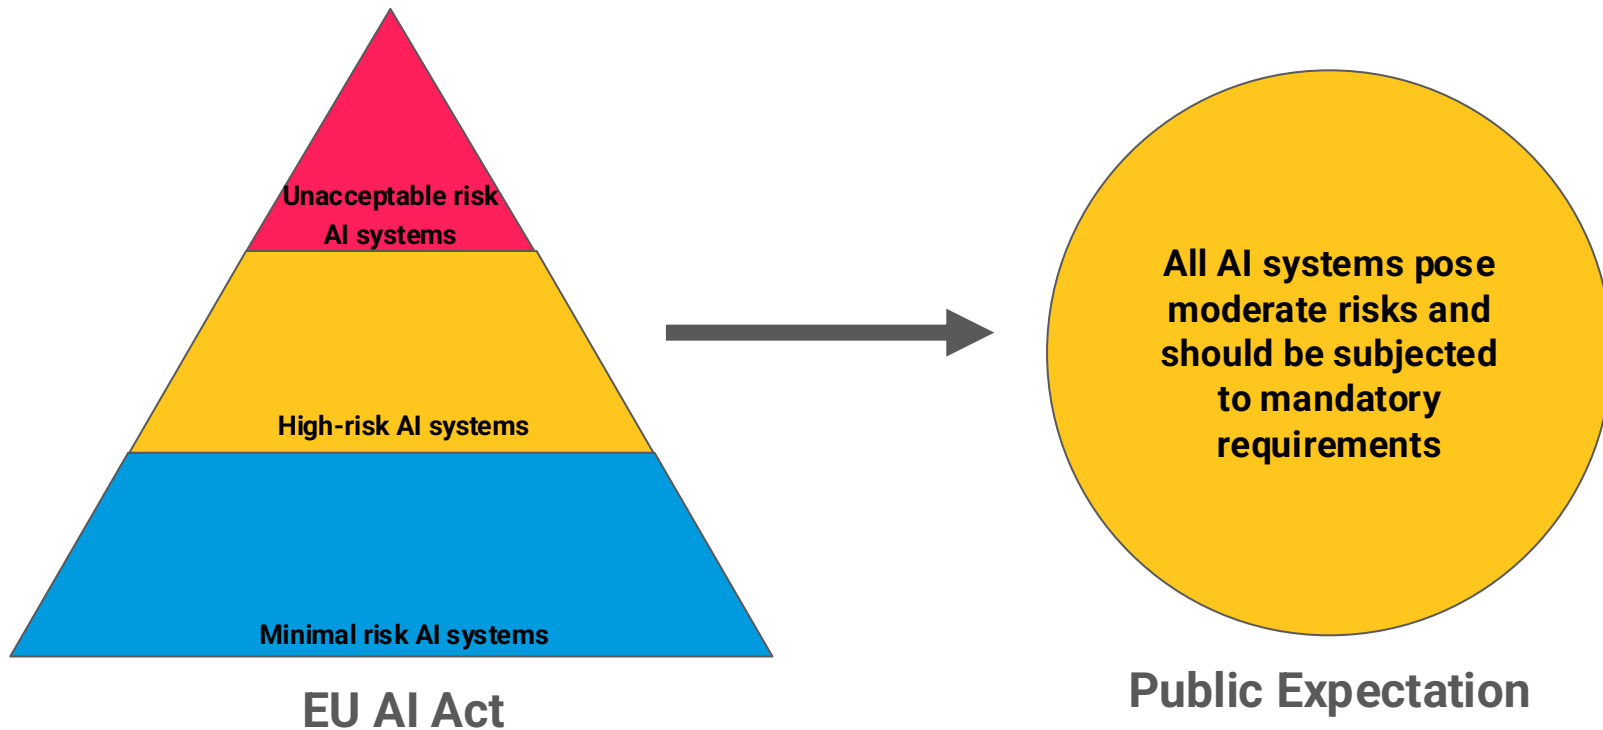 Unacceptable risk
AI systems
High-risk AI systems
Minimal risk AI systems
EU AI Act
All AI systems pose
moderate risks and
should be subjected
to mandatory
requirements
Public Expectation